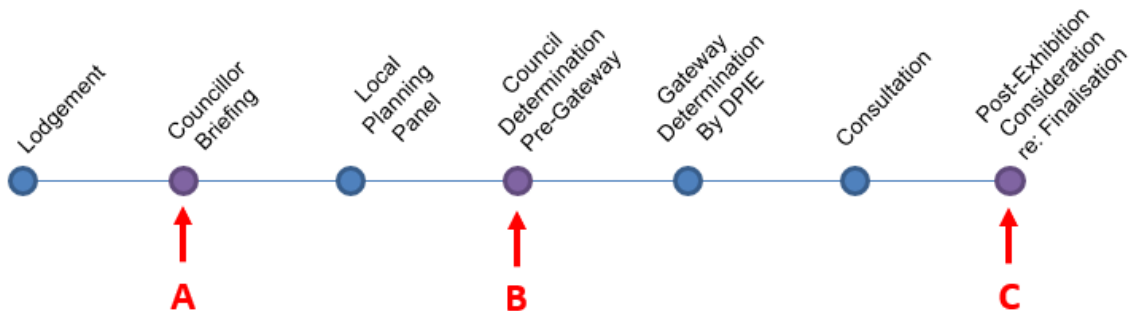 Lodgement
Councillor
Briefing
Local
Planning
Panel
Council
Determination
Pre-Gateway
Gateway
Determination
By DPIE
Consultation
Post-Exhibition
Consideration
re: Finalisation
A
B
C